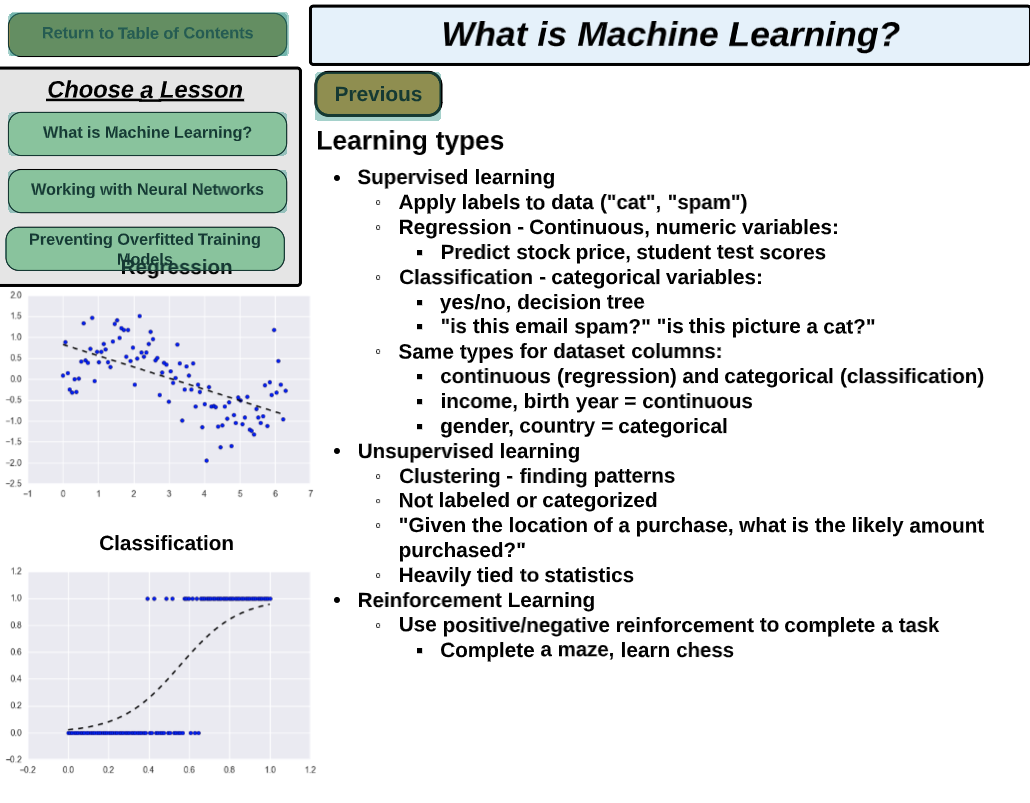 Return to Table of Contents
What is Machine Learning?
Choose a Lesson
What is Machine Learning?
Working with Neural Networks
Preventing Overfitted Training
Models
Previous
Learning types
• Supervised learning
◦ Apply labels to data ("cat", "spam")
◦ Regression - Continuous, numeric variables:
▪ Predict stock price, student test scores
◦ Classification - categorical variables:
▪ yes/no, decision tree
▪ "is this email spam?" "is this picture a cat?"
◦ Same types for dataset columns:
▪ continuous (regression) and categorical (classification)
▪ income, birth year = continuous
▪ gender, country = categorical
• Unsupervised learning
◦ Clustering - finding patterns
◦ Not labeled or categorized
◦ "Given the location of a purchase, what is the likely amount
purchased?"
◦ Heavily tied to statistics
• Reinforcement Learning
◦ Use positive/negative reinforcement to complete a task
▪ Complete a maze, learn chess
Regression
2.0
1.5
1.0
0.5
0.0
−0.5
−1.0
−1.5
−2.0
−2.5
−1 0 1 2 3 4 5 6 7
Classification
1.2
1.0
0.8
0.6
0.4
0.2
0.0
−0.2
−0.2 0.0 0.2 0.4 0.6 0.8 1.0 1.2